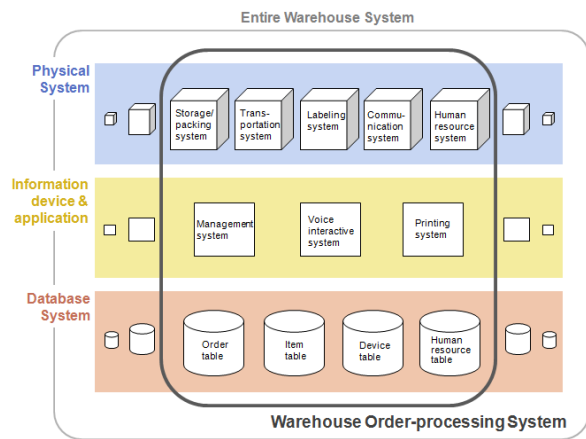 Entire Warehouse System
Physical
System
Storage/
packing
system
Trans-
portation
system
Labeling
system
Commu-
nication
system
Human
resource
system
Information
device &
application
Management
system
Voice
interactive
system
Printing
system
Database
System
Order
table
Item
table
Device
table
Human
resource
table
Warehouse Order-processing System